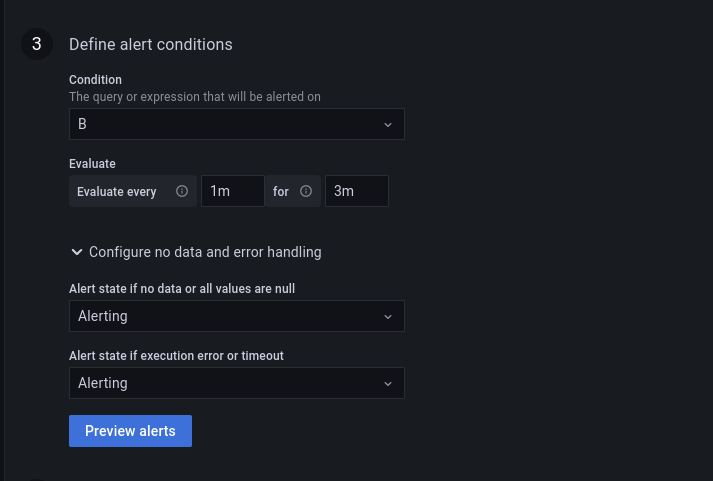 3 Define alert conditions
Condition
The query or expression that will be alerted on
B
Evaluate
Evaluate every 1m for 3m
Configure no data and error handling
Alert state if no data or all values are null
Alerting
Alert state if execution error or timeout
Alerting
Preview alerts